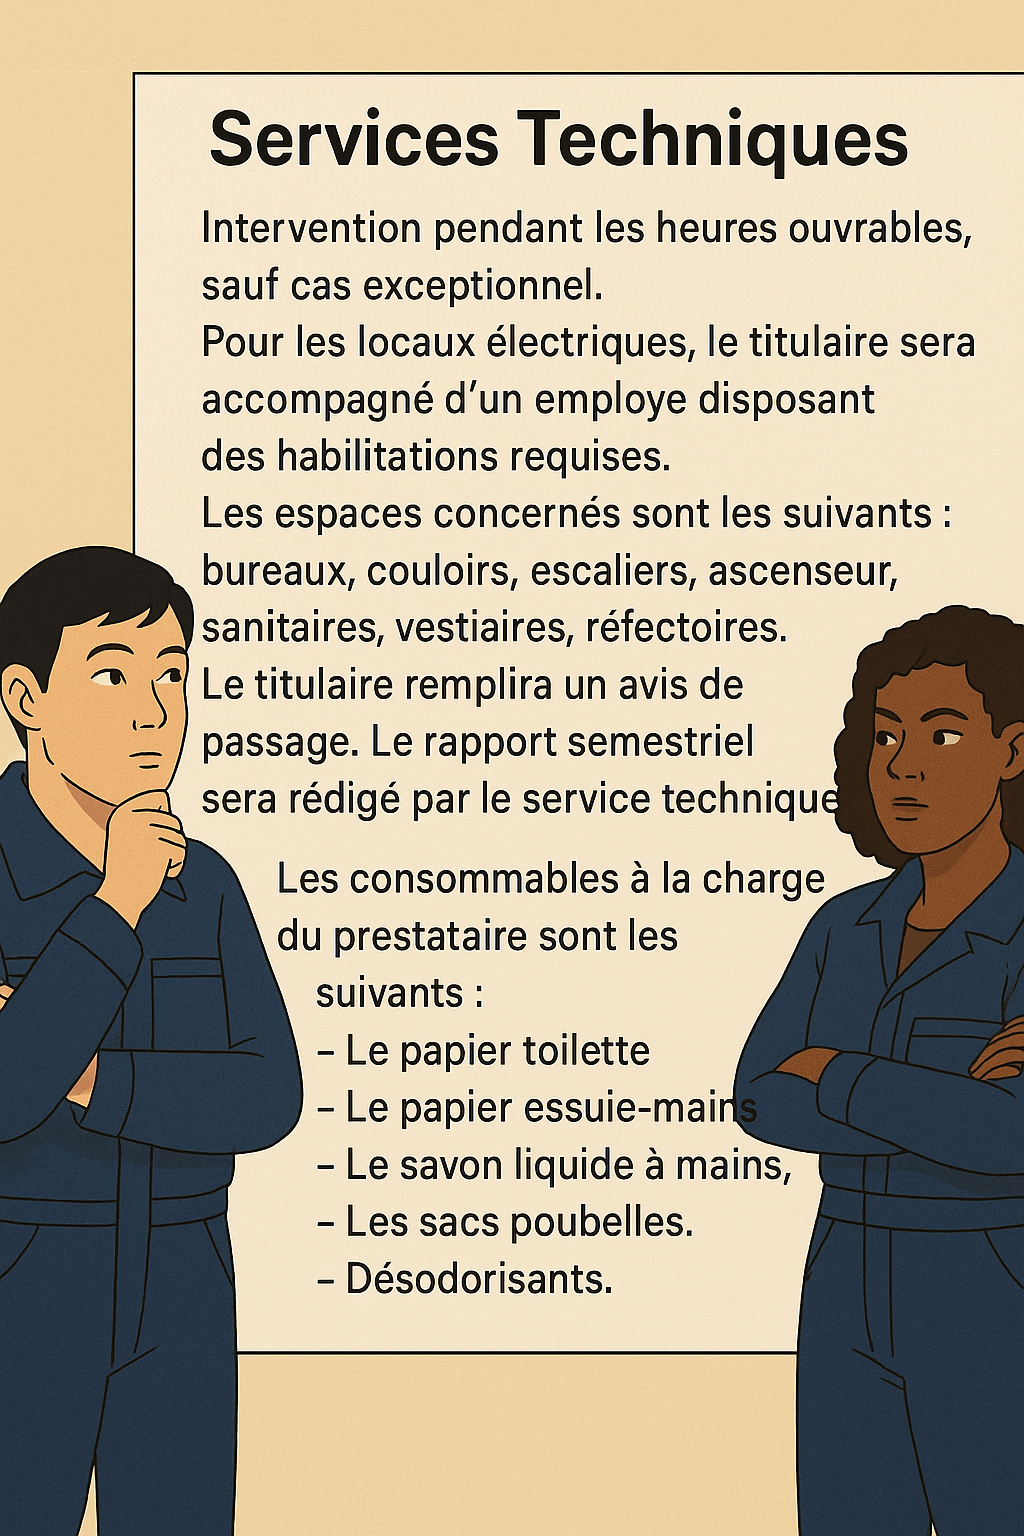 Services Techniques
Intervention pendant les heures ouvrables,
sauf cas exceptionnel.
Pour les locaux électriques, le titulaire sera
accompagné d’un employe disposant
des habilitations requises.
Les espaces concernés sont les suivants :
bureaux, couloirs, escaliers, ascenseur,
sanitaires, vestiaires, réfectoires.
Le titulaire remplira un avis de
passage. Le rapport semestriel
sera rédigé par le service technique
Les consommables à la charge
du prestataire sont les
suivants :
– Le papier toilette
– Le papier essuie-mains
– Le savon liquide à mains,
– Les sacs poubelles.
– Désodorisants.